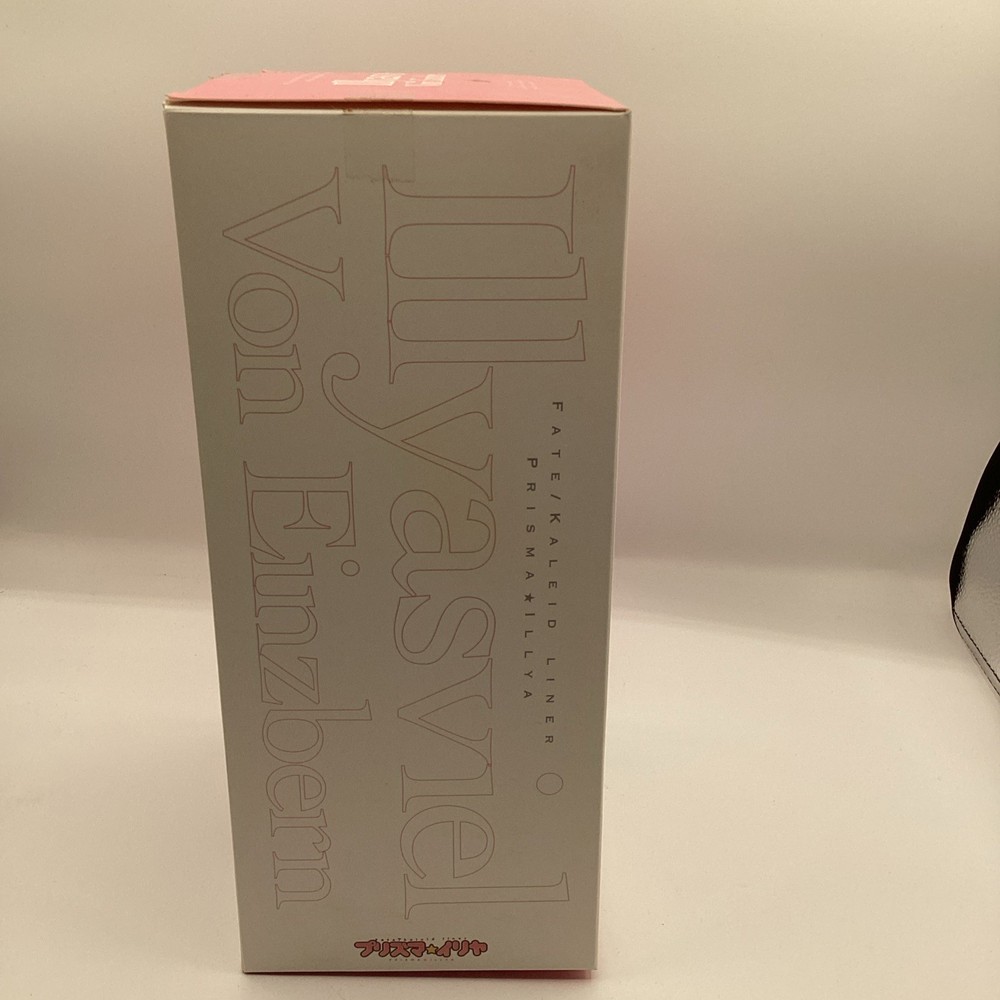 Illyasviel
Von Einzbern
FATE/KALEID LINER
PRISMA★ILLYA
プリズマ☆イリヤ